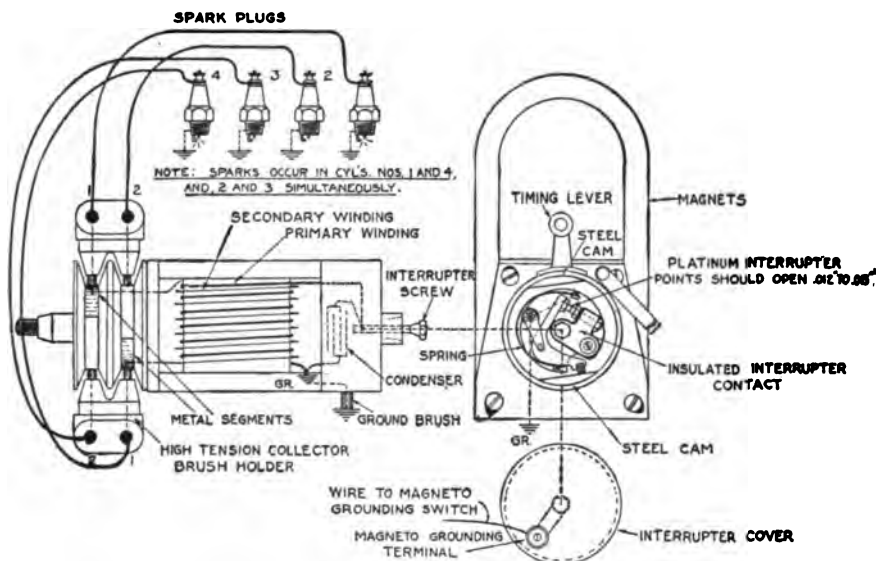 SPARK PLUGS
4
3
2
NOTE: SPARKS OCCUR IN CYL'S. NOS. 1 AND 4,
AND, 2 AND 3 SIMULTANEOUSLY.
1
2
SECONDARY WINDING
PRIMARY WINDING
INTERRUPTER
SCREW
TIMING LEVER
STEEL
CAM
MAGNETS
PLATINUM INTERRUPTER
POINTS SHOULD OPEN .012" TO
SPRING
INSULATED INTERRUPTER
CONTACT
CONDENSER
GR.
METAL SEGMENTS
GROUND BRUSH
2
1
HIGH TENSION COLLECTOR
BRUSH HOLDER
GR.
STEEL CAM
WIRE TO MAGNETO
GROUNDING SWITCH
MAGNETO GROUNDING
TERMINAL
INTERRUPTER COVER